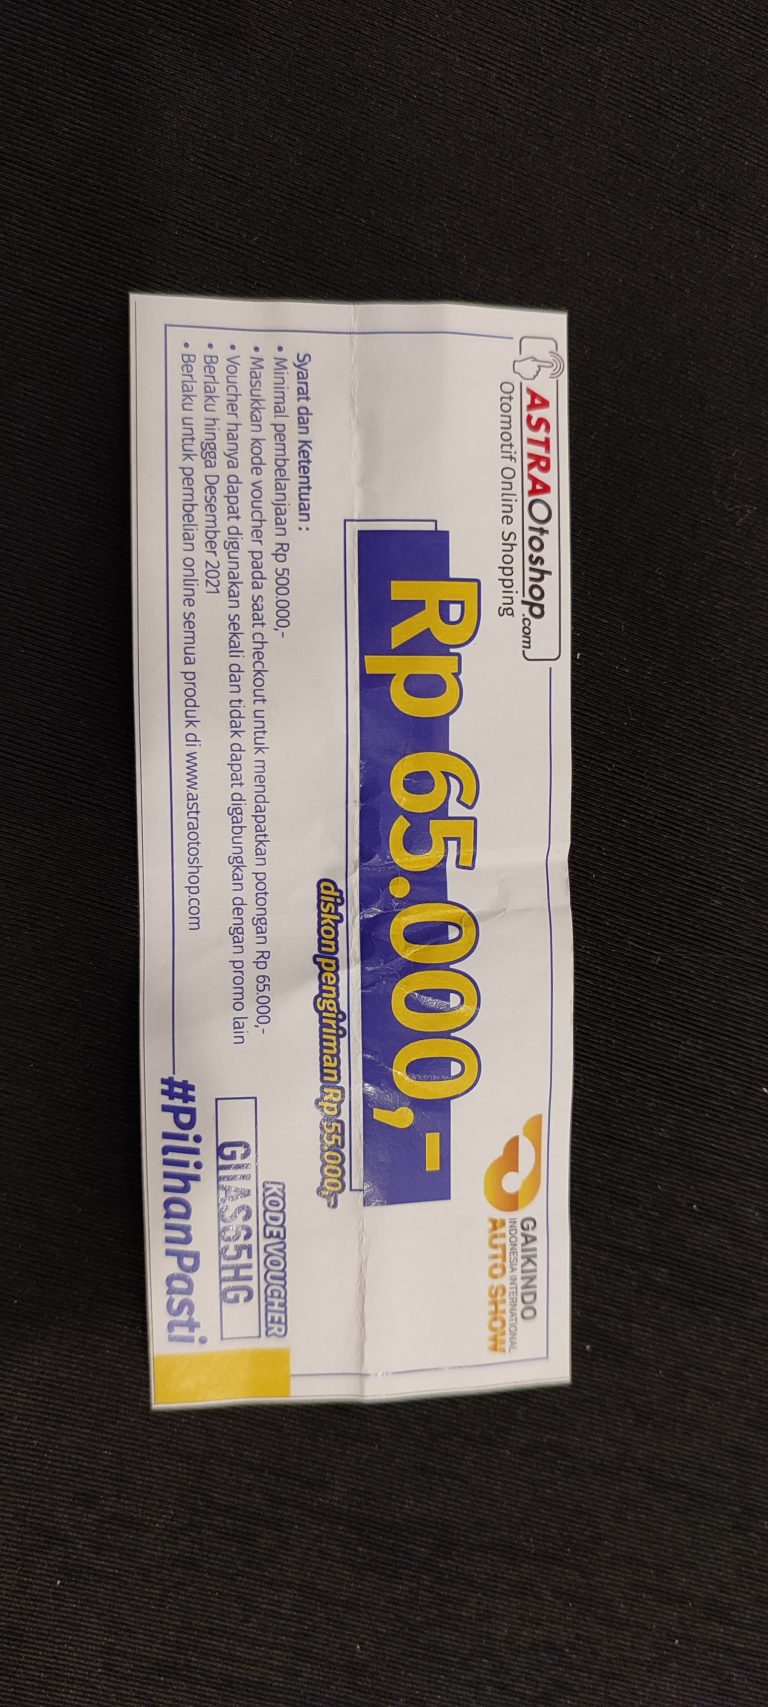 ASTRAOtoshop.com
Otomotif Online Shopping
GAIKINDO
INDONESIA INTERNATIONAL
AUTO SHOW
Rp 65.000,-
diskon pengiriman Rp 55.000,-
Syarat dan Ketentuan :
• Minimal pembelanjaan Rp 500.000,-
• Masukkan kode voucher pada saat checkout untuk mendapatkan potongan Rp 65.000,-
• Voucher hanya dapat digunakan sekali dan tidak dapat digabungkan dengan promo lain
• Berlaku hingga Desember 2021
• Berlaku untuk pembelian online semua produk di www.astraotoshop.com
KODE VOUCHER
#PilihanPasti